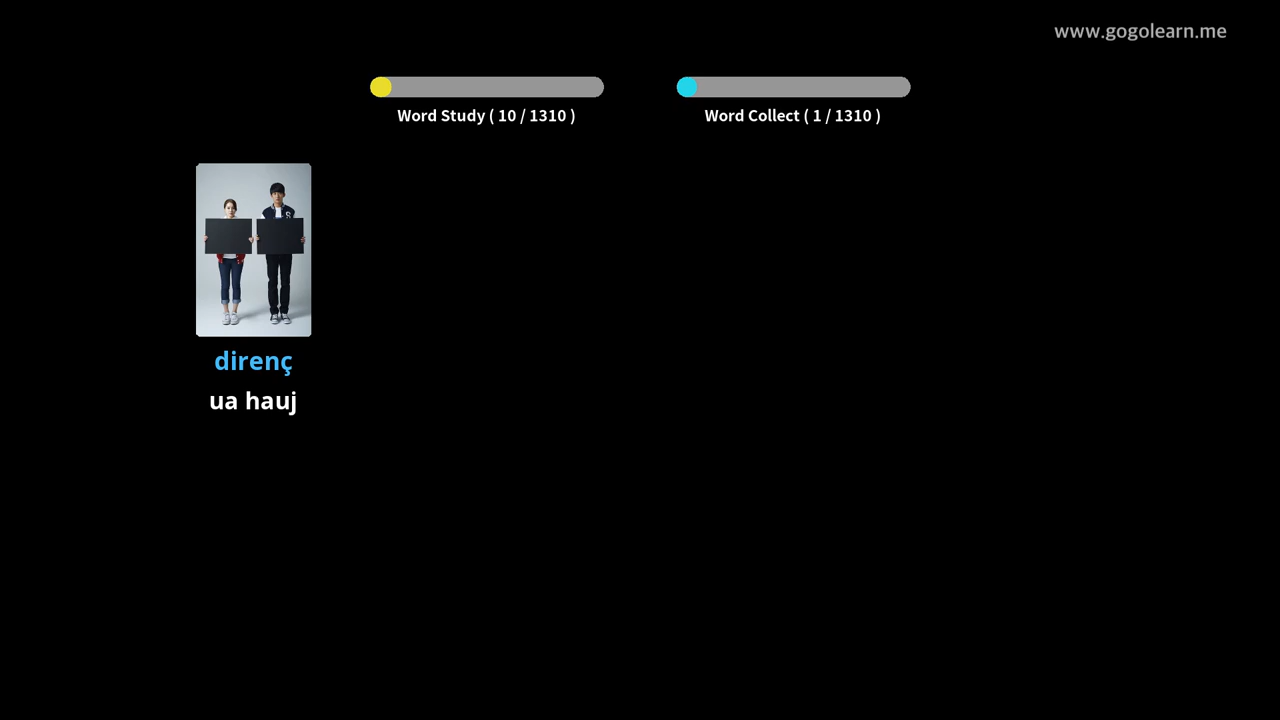 www.gogolearn.me
Word Study ( 10 / 1310 )
Word Collect ( 1 / 1310 )
S
direnç
ua hauj